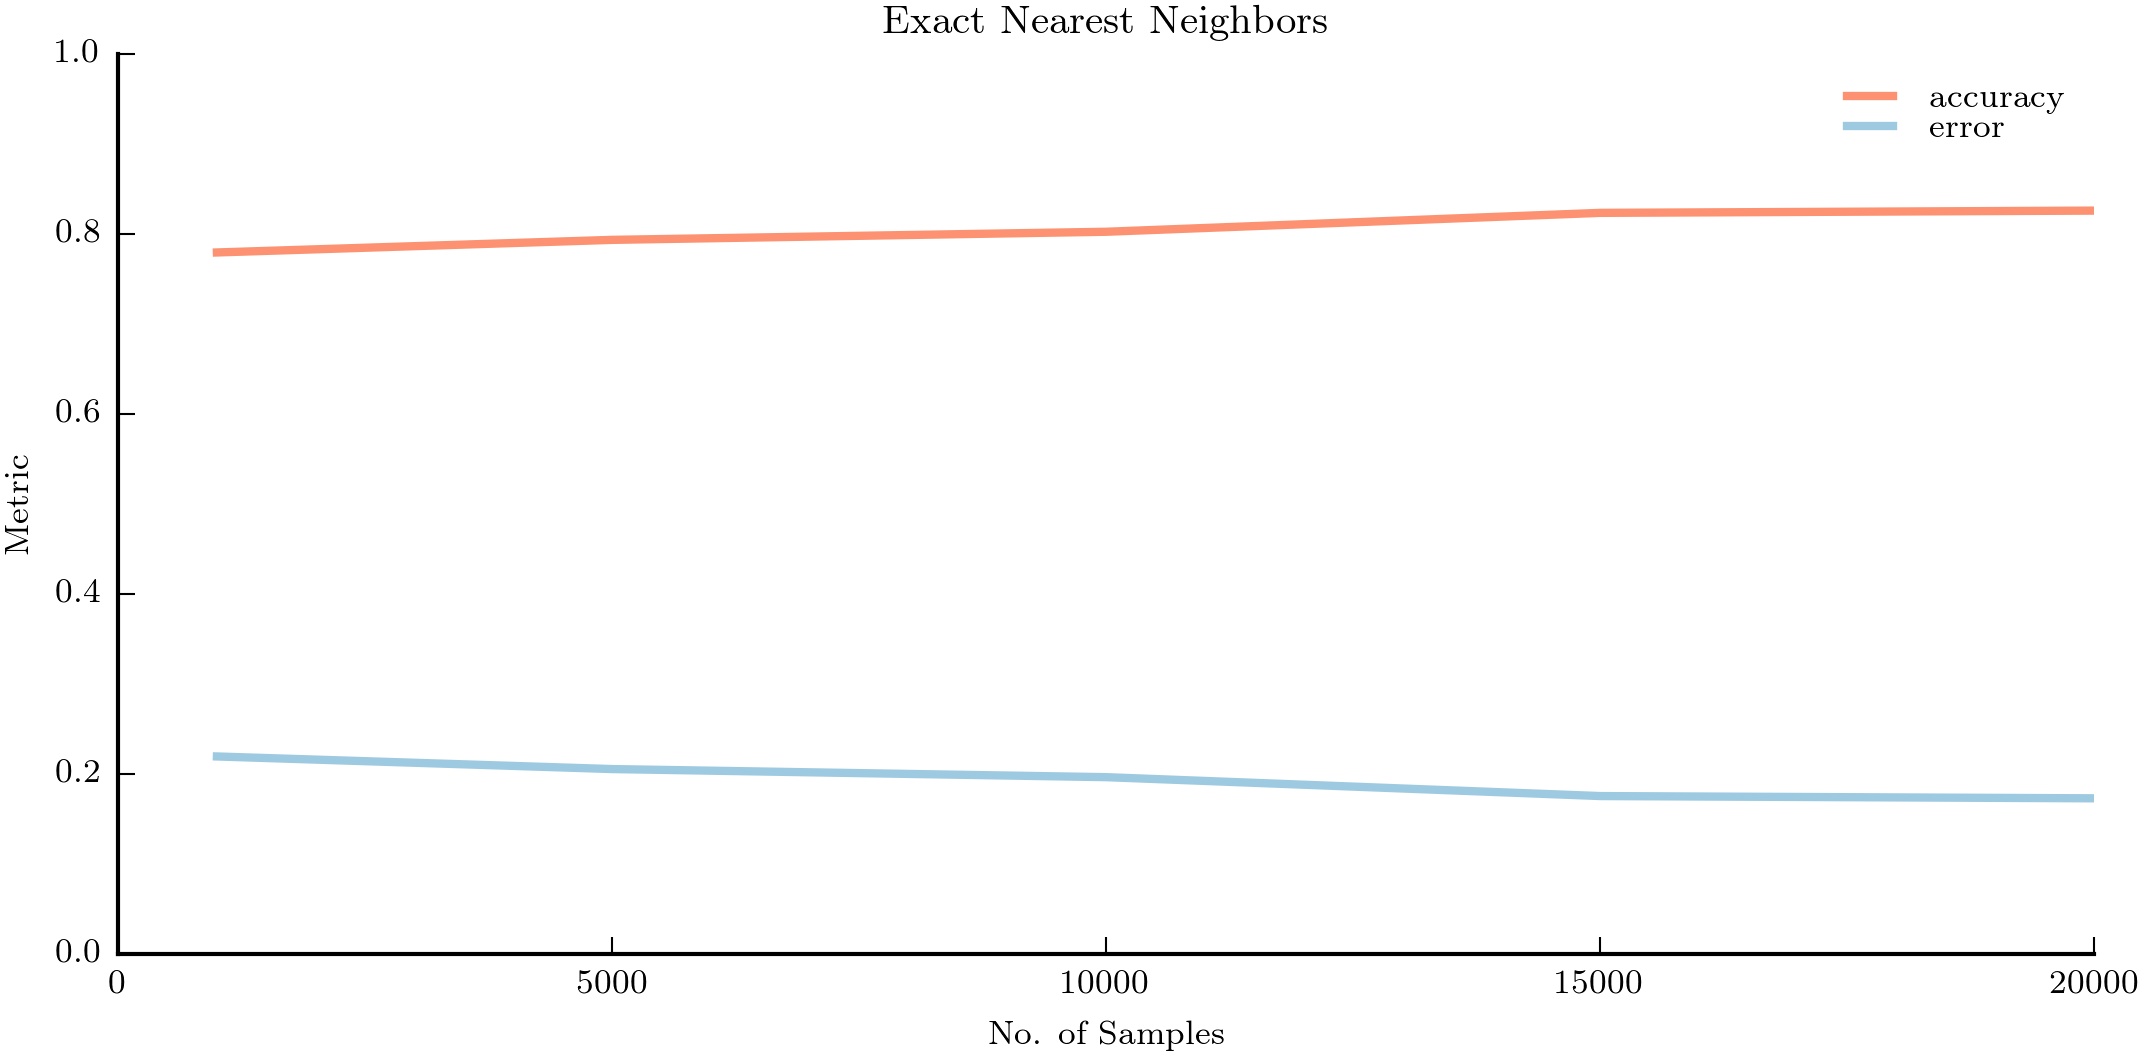 Exact Nearest Neighbors
1.0
accuracy
error
0.8
0.6
Metric
0.4
0.2
0.0
0 5000 10000 15000 20000
No. of Samples